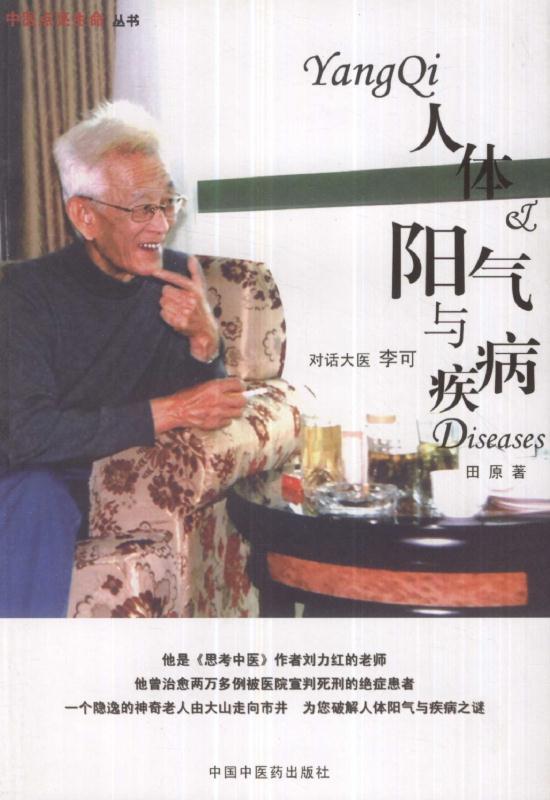 中医点亮生命 丛书
YangQi
人体
&
阳气
与
疾病
Diseases
对话大医 李可
田原 著
他是《思考中医》作者刘力红的老师
他曾治愈两万多例被医院宣判死刑的绝症患者
一个隐逸的神奇老人由大山走向市井 为您破解人体阳气与疾病之谜
中国中医药出版社